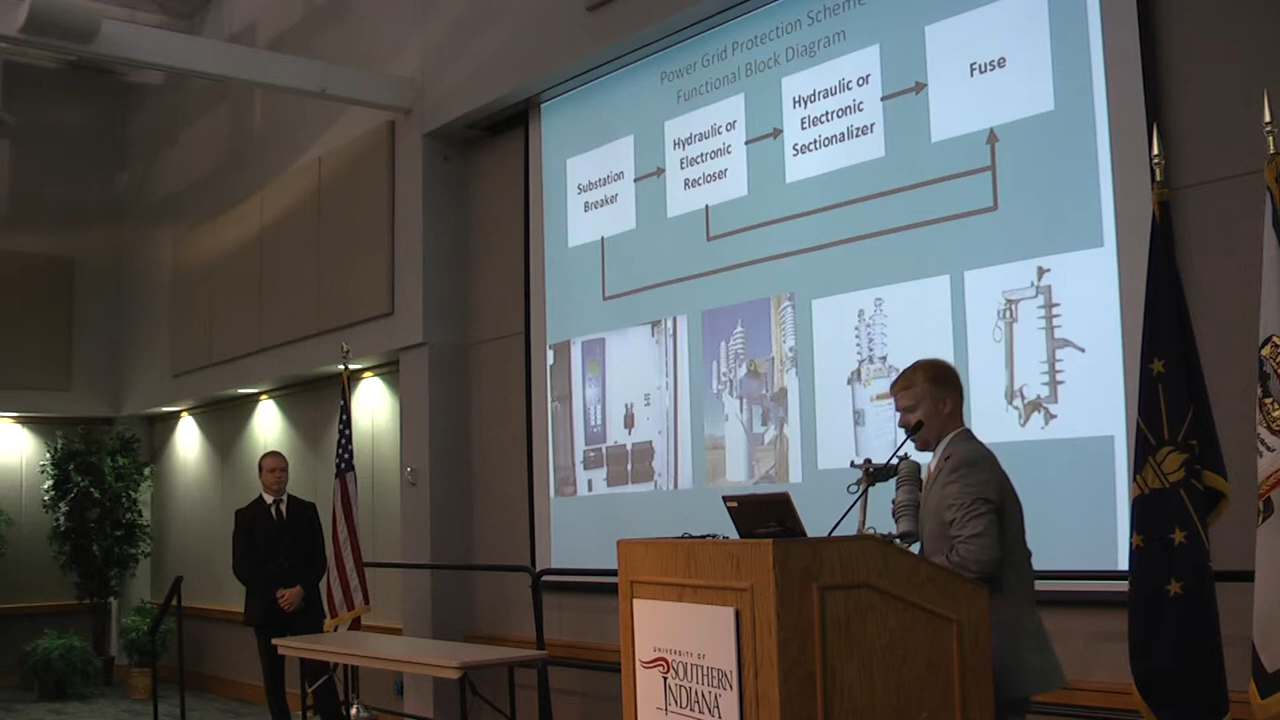 Power Grid Protection Scheme
Functional Block Diagram
Substation
Breaker
Hydraulic or
Electronic
Recloser
Hydraulic or
Electronic
Sectionalizer
Fuse
UNIVERSITY OF
SOUTHERN
INDIANA